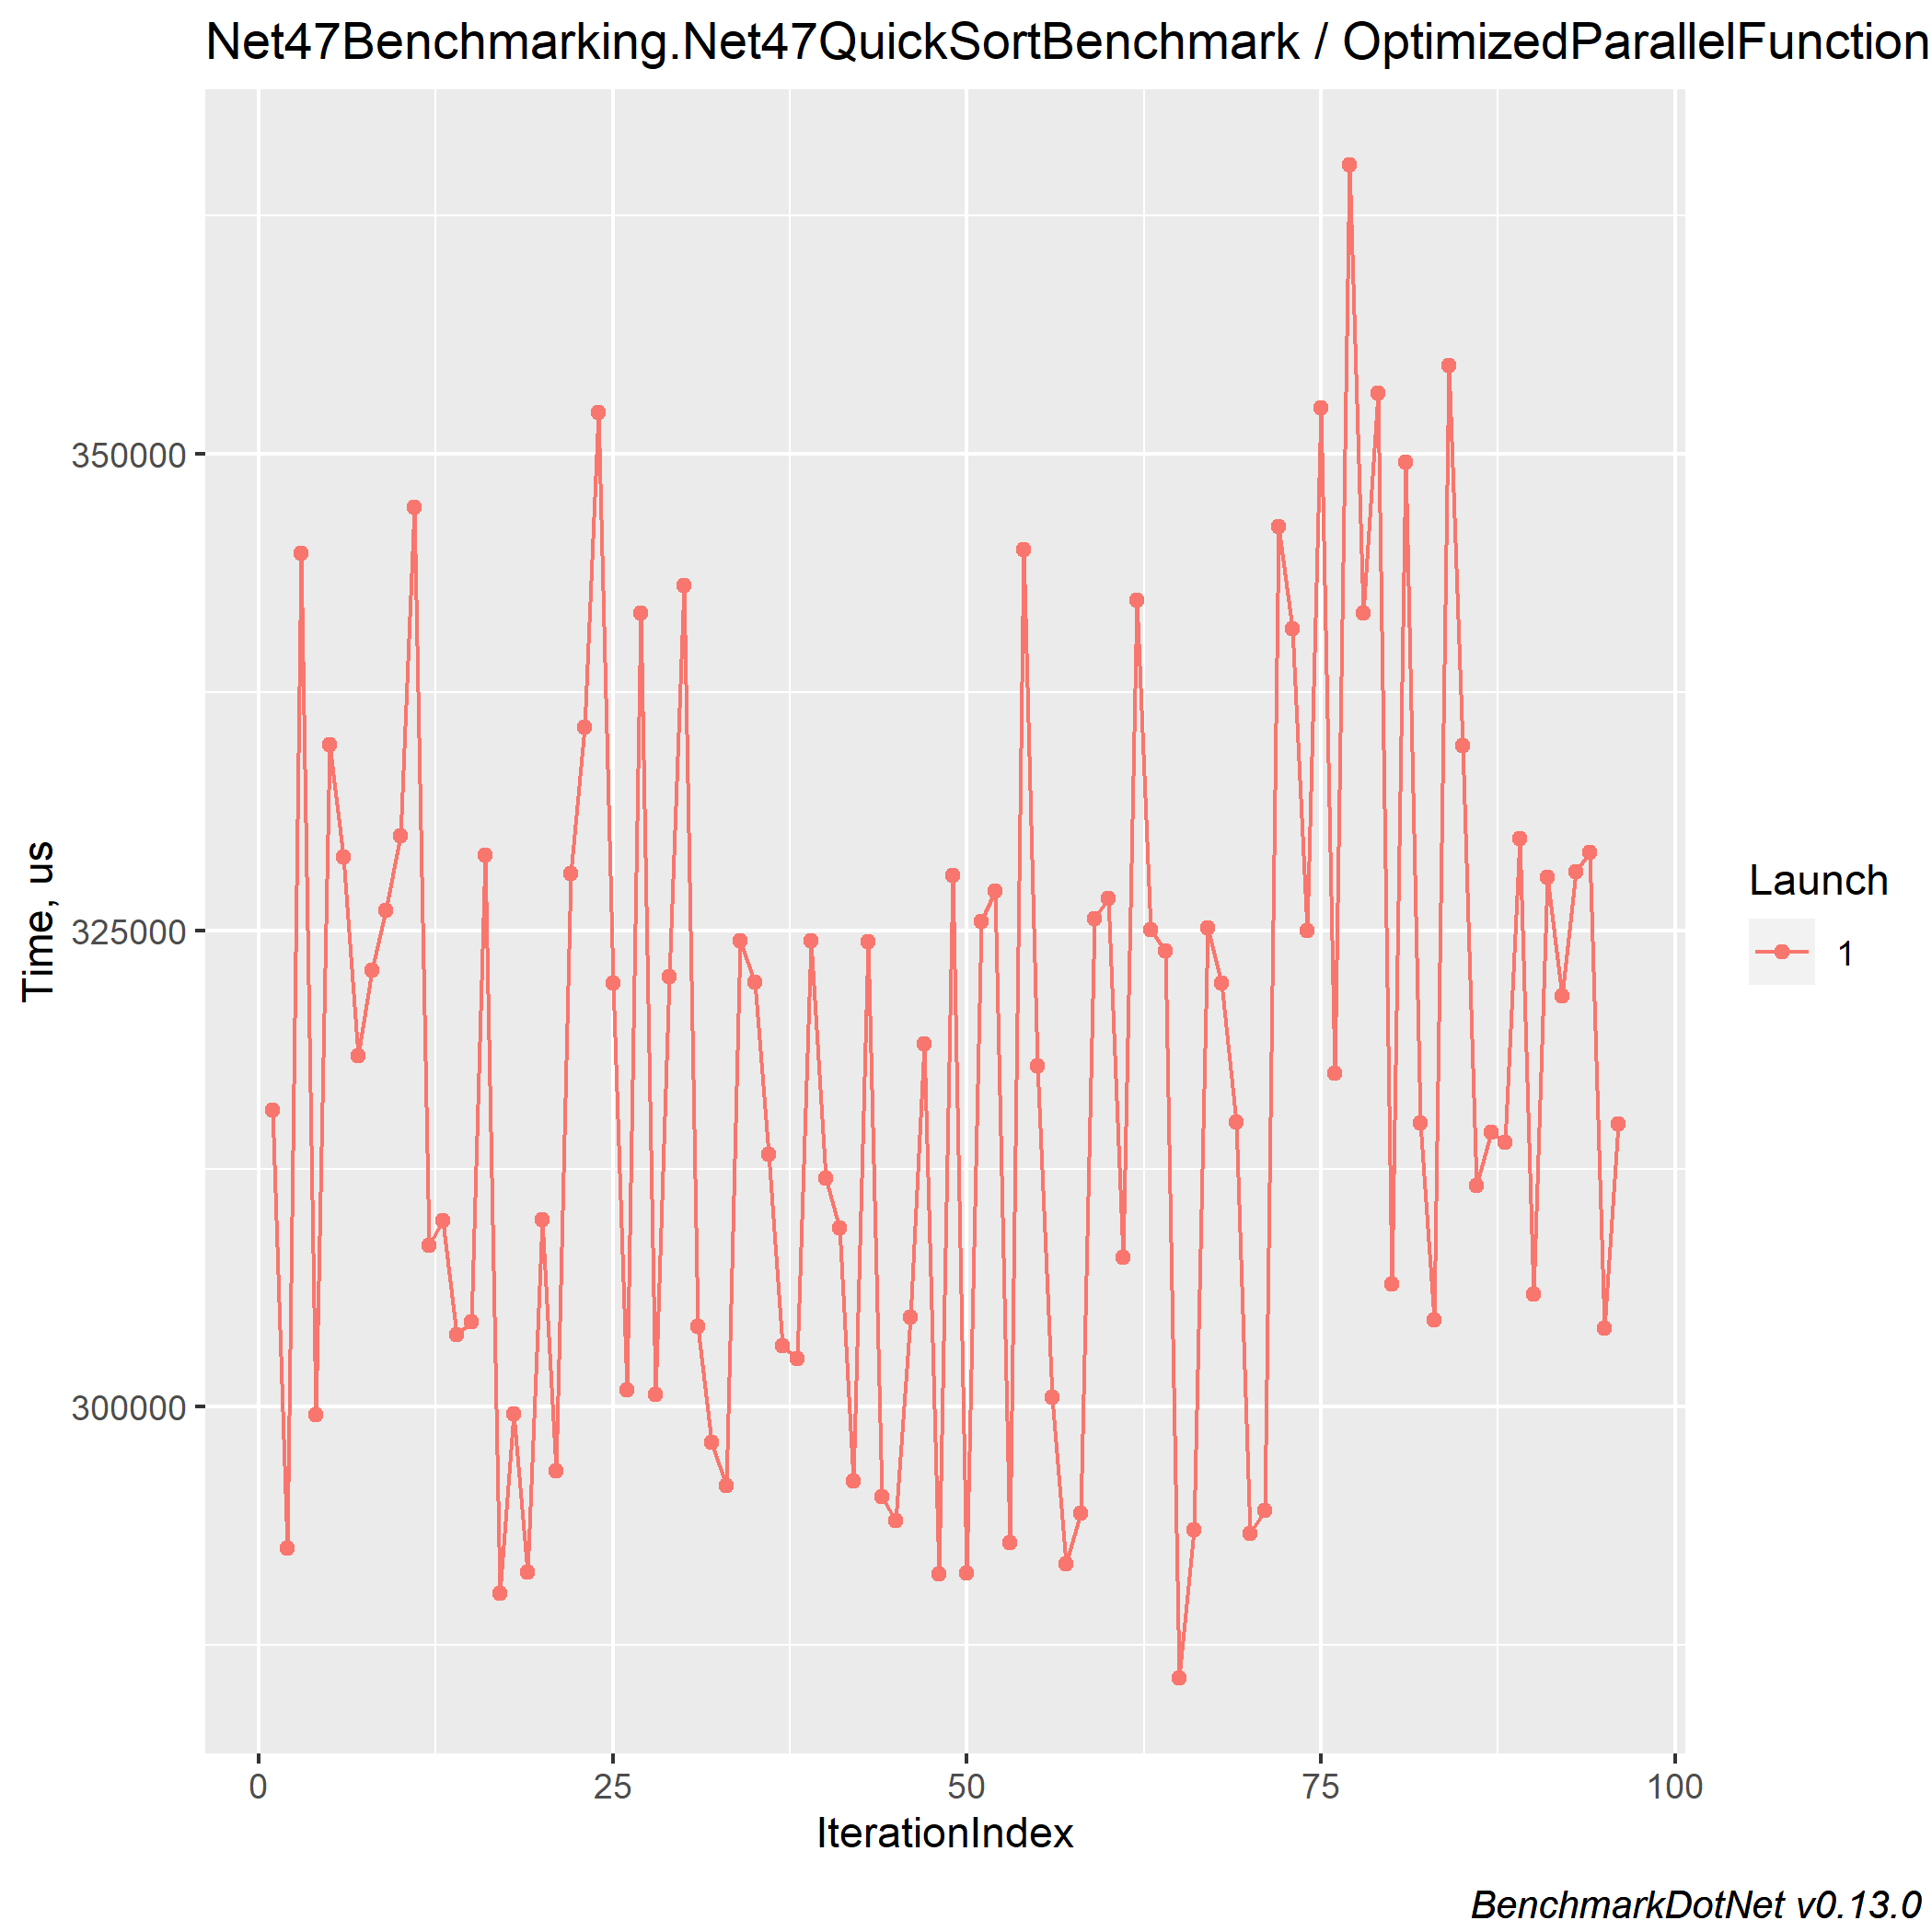 Net47Benchmarking.Net47QuickSortBenchmark / OptimizedParallelFunction
350000
325000
300000
Time, us
0 25 50 75 100
IterationIndex
Launch
1
BenchmarkDotNet v0.13.0